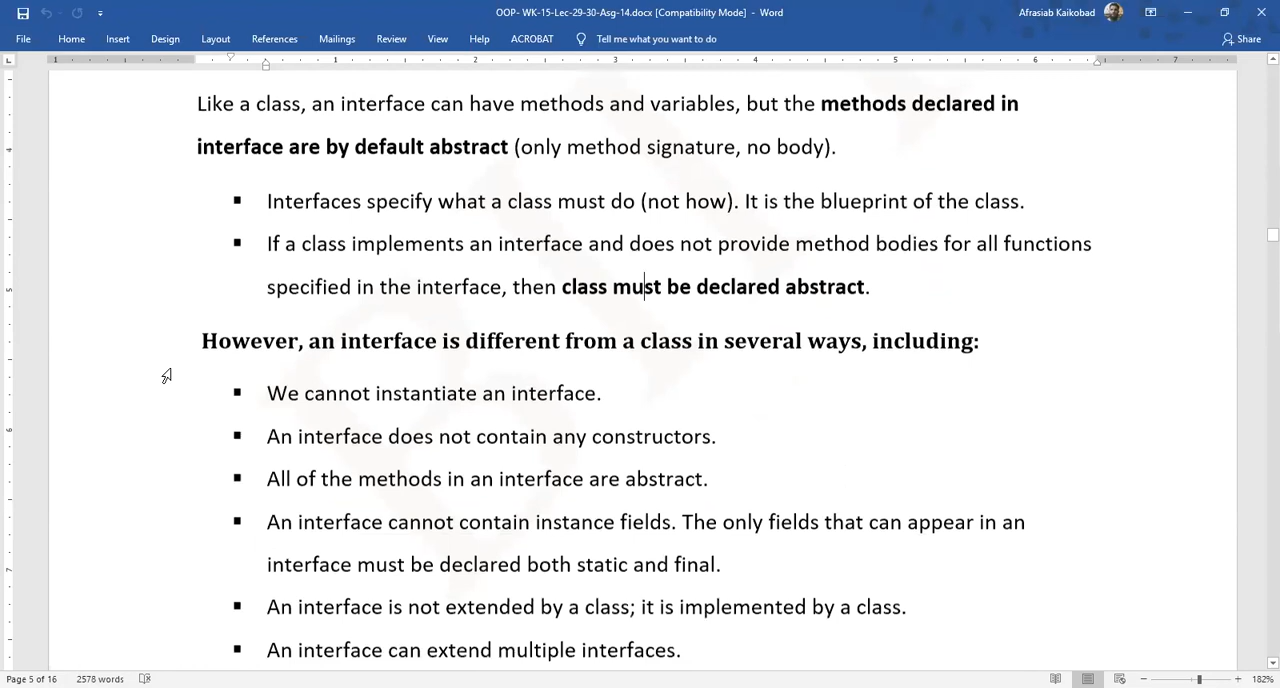 OOP- WK-15-Lec-29-30-Asg-14.docx [Compatibility Mode] - Word
Afrasiab Kaikobad
File Home Insert Design Layout References Mailings Review View Help ACROBAT Tell me what you want to do Share
1 1 2 3 4 5 6 7
Like a class, an interface can have methods and variables, but the methods declared in
interface are by default abstract (only method signature, no body).
▪ Interfaces specify what a class must do (not how). It is the blueprint of the class.
▪ If a class implements an interface and does not provide method bodies for all functions
specified in the interface, then class must be declared abstract.
However, an interface is different from a class in several ways, including:
▪ We cannot instantiate an interface.
▪ An interface does not contain any constructors.
▪ All of the methods in an interface are abstract.
▪ An interface cannot contain instance fields. The only fields that can appear in an
interface must be declared both static and final.
▪ An interface is not extended by a class; it is implemented by a class.
▪ An interface can extend multiple interfaces.
Page 5 of 16 2578 words 182%